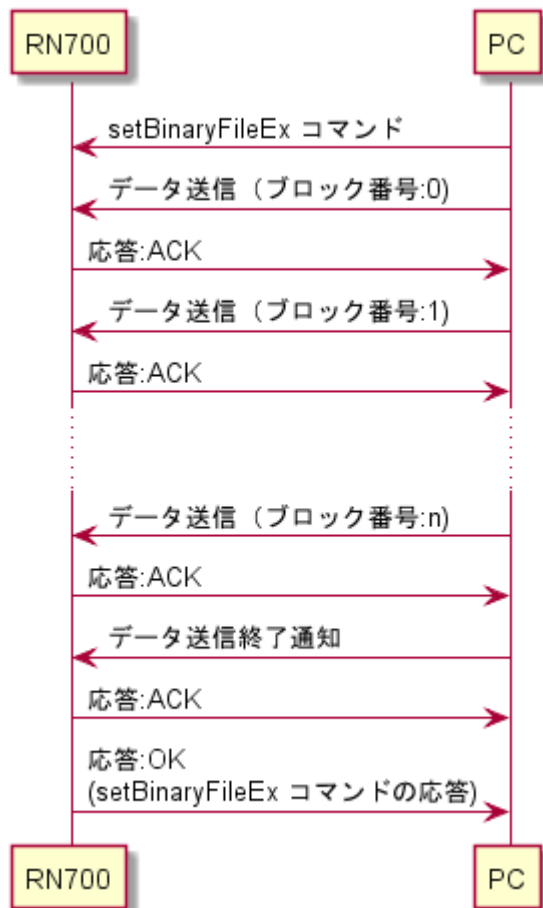 RN700 PC
setBinaryFileEx コマンド
データ送信（ブロック番号:0)
応答:ACK
データ送信（ブロック番号:1)
応答:ACK
データ送信（ブロック番号:n)
応答:ACK
データ送信終了通知
応答:ACK
応答:OK
(setBinaryFileEx コマンドの応答)
RN700 PC